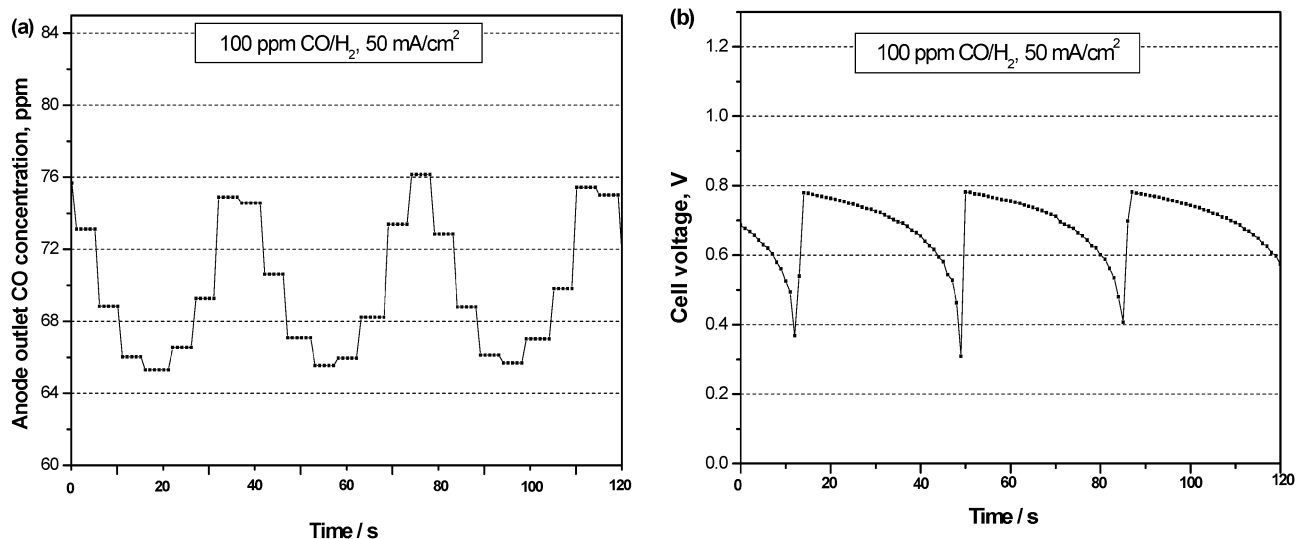 (a)
100 ppm CO/H₂, 50 mA/cm²
Anode outlet CO concentration, ppm
84
80
76
72
68
64
60
0 20 40 60 80 100 120
Time / s
(b)
100 ppm CO/H₂, 50 mA/cm²
Cell voltage, V
1.2
1.0
0.8
0.6
0.4
0.2
0.0
0 20 40 60 80 100 120
Time / s